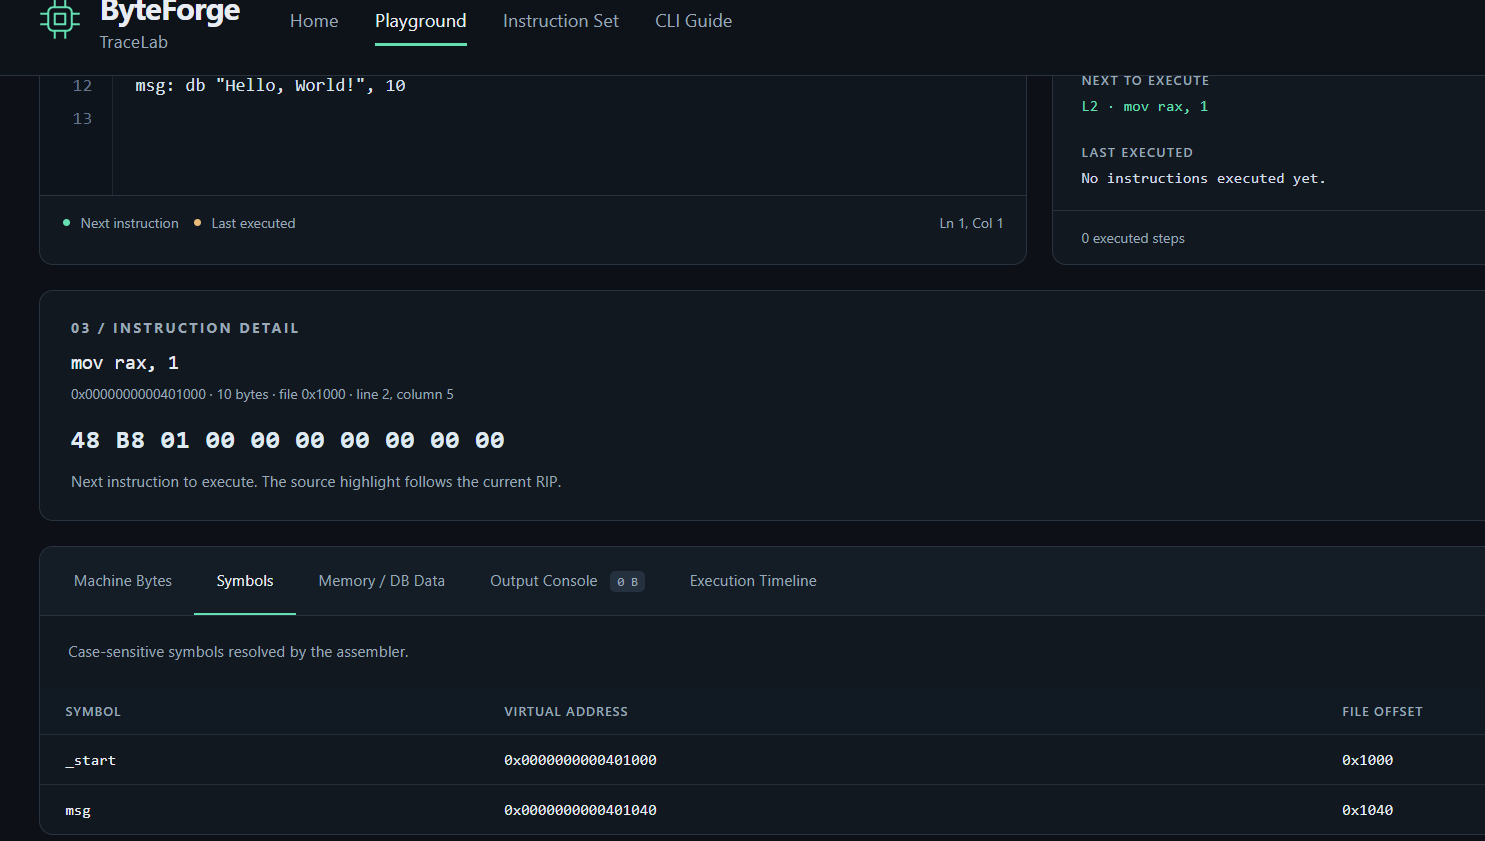 ByteForge
TraceLab
Home Playground Instruction Set CLI Guide
12 msg: db "Hello, World!", 10
13
Next instruction Last executed Ln 1, Col 1
NEXT TO EXECUTE
L2 · mov rax, 1
LAST EXECUTED
No instructions executed yet.
0 executed steps
03 / INSTRUCTION DETAIL
mov rax, 1
0x0000000000401000 · 10 bytes · file 0x1000 · line 2, column 5
48 B8 01 00 00 00 00 00 00 00
Next instruction to execute. The source highlight follows the current RIP.
Machine Bytes Symbols Memory / DB Data Output Console 0 B Execution Timeline
Case-sensitive symbols resolved by the assembler.
SYMBOL VIRTUAL ADDRESS FILE OFFSET
_start 0x0000000000401000 0x1000
msg 0x0000000000401040 0x1040